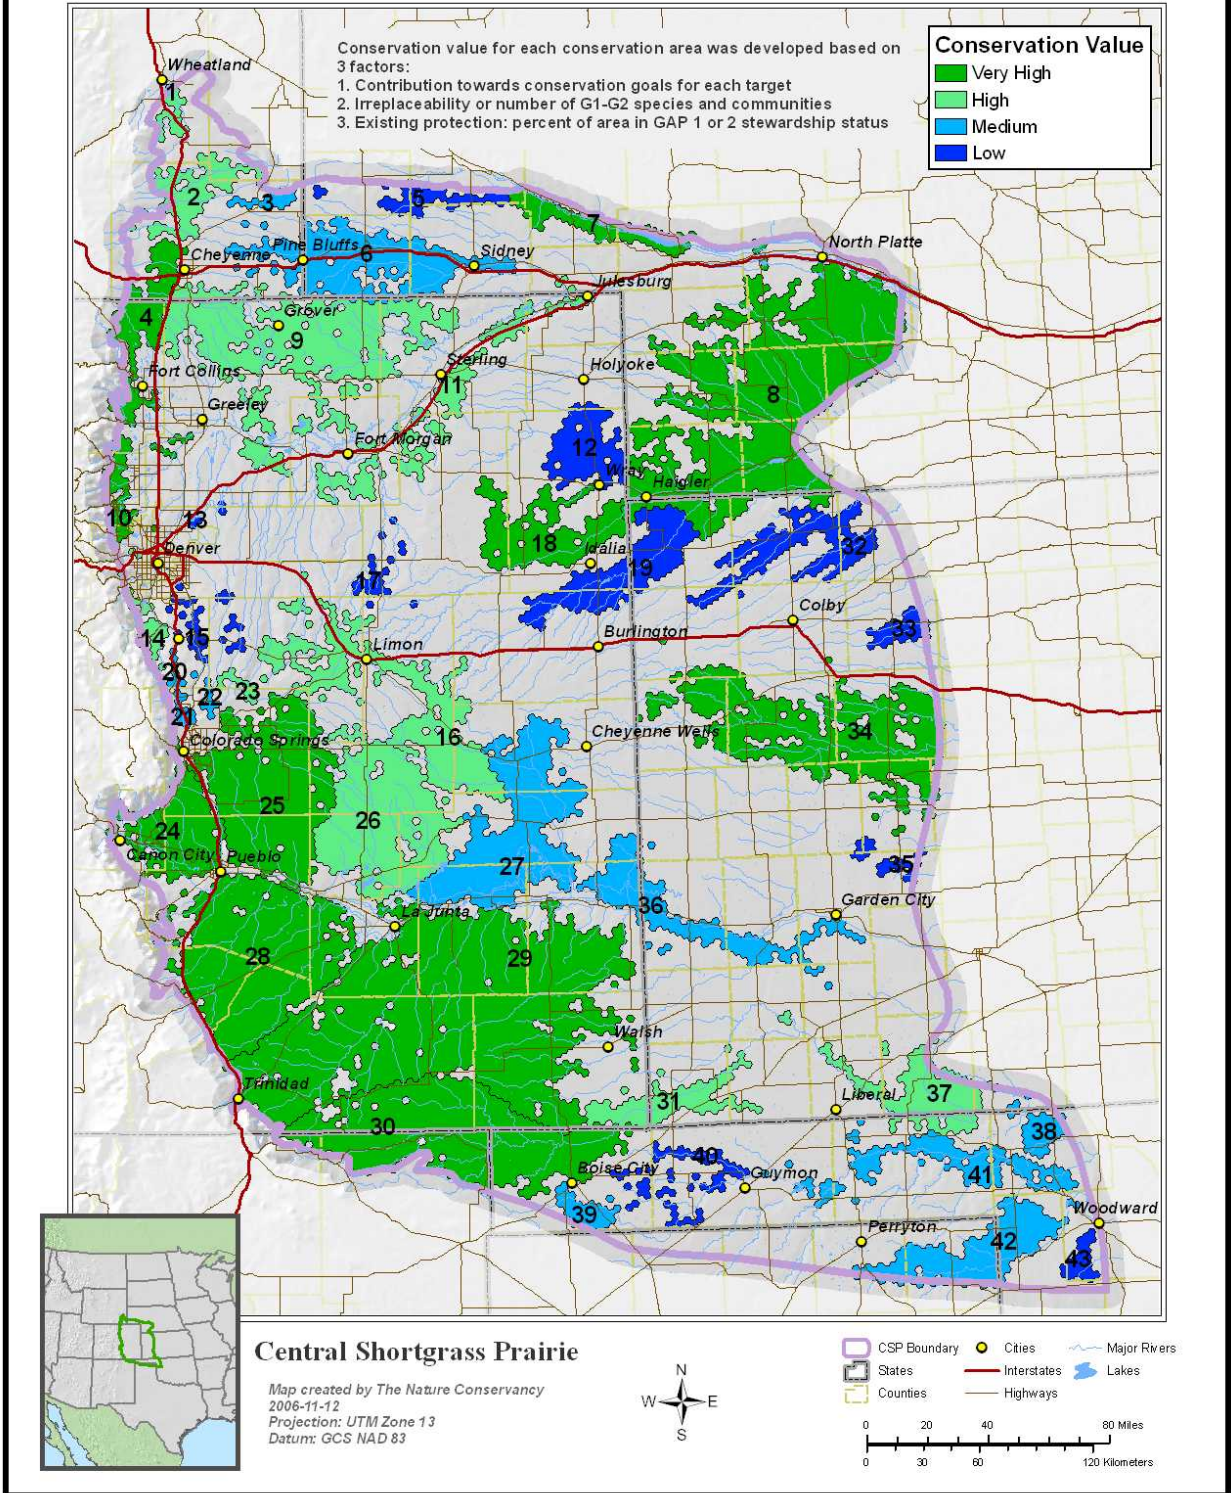 Conservation value for each conservation area was developed based on
3 factors:
1. Contribution towards conservation goals for each target
2. Irreplaceability or number of G1-G2 species and communities
3. Existing protection: percent of area in GAP 1 or 2 stewardship status
Conservation Value
Very High
High
Medium
Low
Wheatland
1
2
3
5
7
North Platte
Cheyenne
Pine Bluffs
6
Sidney
Julesburg
4
Grover
9
Sterling
11
Holyoke
8
Fort Collins
Greeley
Fort Morgan
12
Wray
Haigler
10
13
Denver
18
Idalia
19
32
17
Colby
33
14
15
Limon
Burlington
20
22
23
21
Colorado Springs
16
Cheyenne Wells
34
25
26
24
Canon City
Pueblo
27
35
36
Garden City
La Junta
28
29
Walsh
Trinidad
31
Liberal
37
30
38
40
Boise City
Guymon
41
39
Woodward
Perryton
42
43
Central Shortgrass Prairie
Map created by The Nature Conservancy
2006-11-12
Projection: UTM Zone 13
Datum: GCS NAD 83
N
W E
S
CSP Boundary
Cities
Major Rivers
States
Interstates
Lakes
Counties
Highways
0 20 40 80 Miles
0 30 60 120 Kilometers